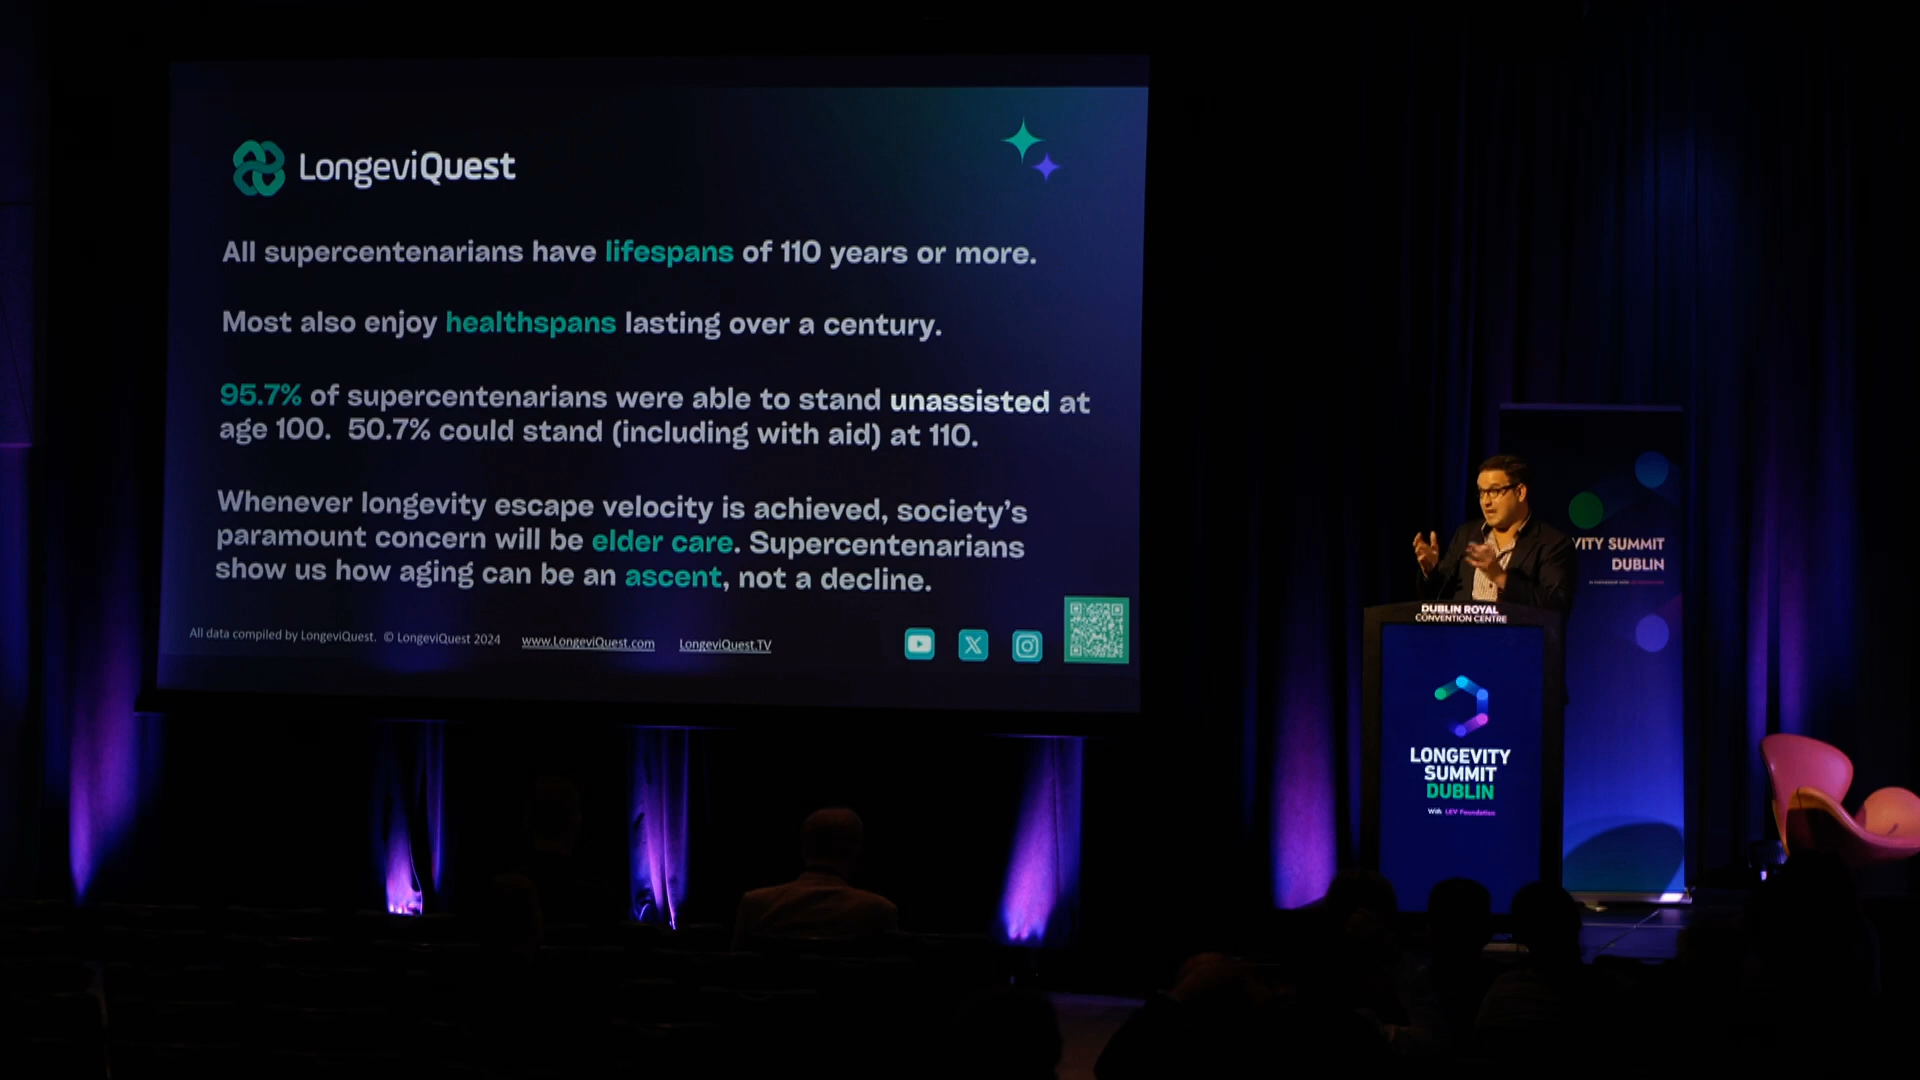 LongeviQuest
All supercentenarians have lifespans of 110 years or more.
Most also enjoy healthspans lasting over a century.
95.7% of supercentenarians were able to stand unassisted at
age 100. 50.7% could stand (including with aid) at 110.
Whenever longevity escape velocity is achieved, society's
paramount concern will be elder care. Supercentenarians
show us how aging can be an ascent, not a decline.
All data compiled by LongeviQuest. © LongeviQuest 2024 www.LongeviQuest.com LongeviQuest.TV
VITY SUMMIT
DUBLIN
DUBLIN ROYAL
CONVENTION CENTRE
LONGEVITY
SUMMIT
DUBLIN
With LEV Foundation